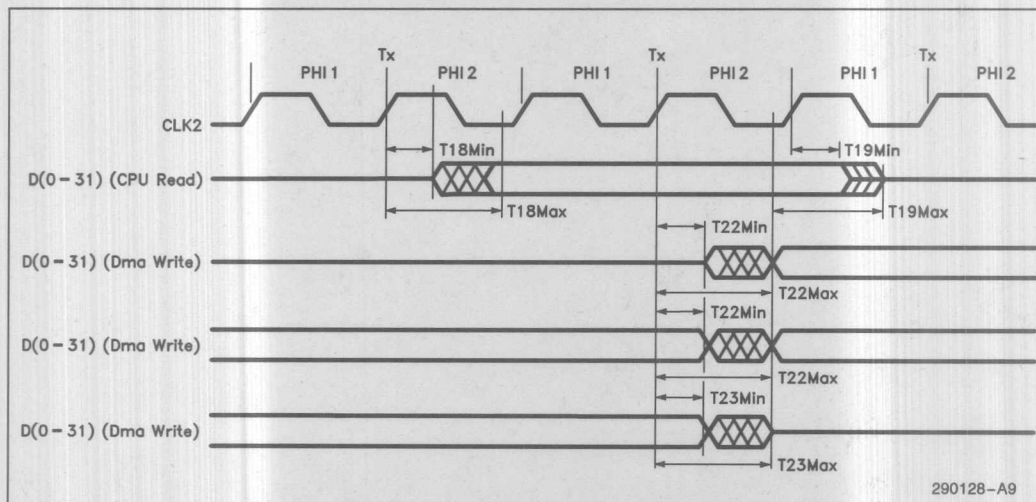 Tx Tx Tx
PHI 1 PHI 2 PHI 1 PHI 2 PHI 1 PHI 2
CLK2
T18Min T19Min
D(0-31) (CPU Read)
T18Max T19Max
T22Min
D(0-31) (Dma Write)
T22Max
T22Min
D(0-31) (Dma Write)
T22Max
T23Min
D(0-31) (Dma Write)
T23Max
290128-A9